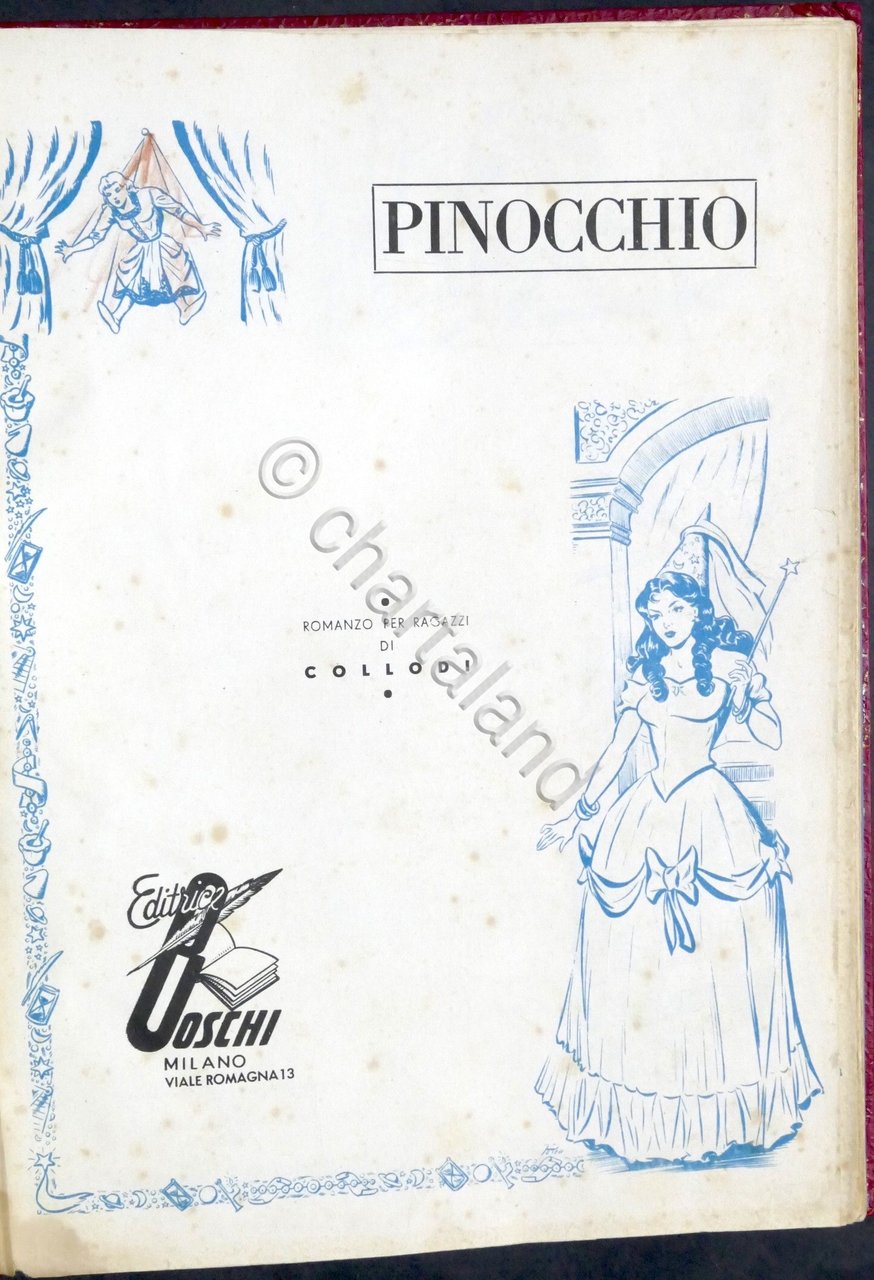 PINOCCHIO
ROMANZO PER RAGAZZI
DI
COLLODI
Editrice
BOSCHI
MILANO
VIALE ROMAGNA 13
© chartaland